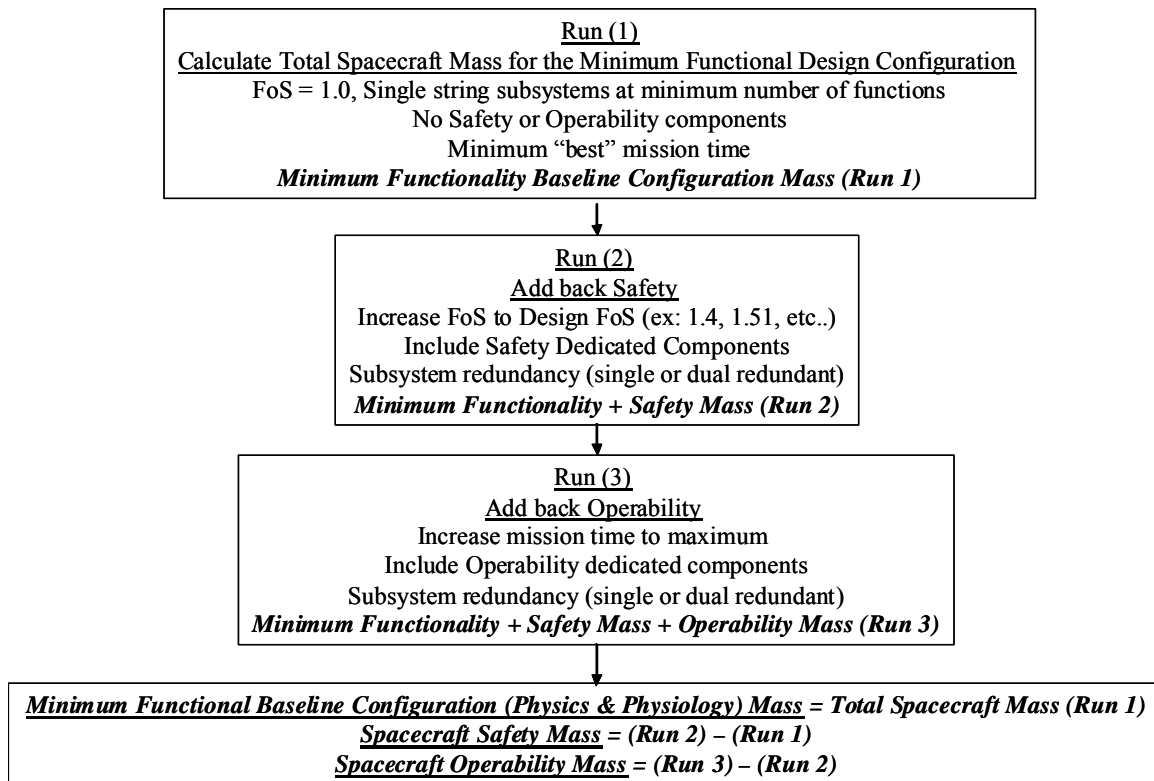 Run (1)
Calculate Total Spacecraft Mass for the Minimum Functional Design Configuration
FoS = 1.0, Single string subsystems at minimum number of functions
No Safety or Operability components
Minimum “best” mission time
Minimum Functionality Baseline Configuration Mass (Run 1)
Run (2)
Add back Safety
Increase FoS to Design FoS (ex: 1.4, 1.51, etc..)
Include Safety Dedicated Components
Subsystem redundancy (single or dual redundant)
Minimum Functionality + Safety Mass (Run 2)
Run (3)
Add back Operability
Increase mission time to maximum
Include Operability dedicated components
Subsystem redundancy (single or dual redundant)
Minimum Functionality + Safety Mass + Operability Mass (Run 3)
Minimum Functional Baseline Configuration (Physics & Physiology) Mass = Total Spacecraft Mass (Run 1)
Spacecraft Safety Mass = (Run 2) – (Run 1)
Spacecraft Operability Mass = (Run 3) – (Run 2)